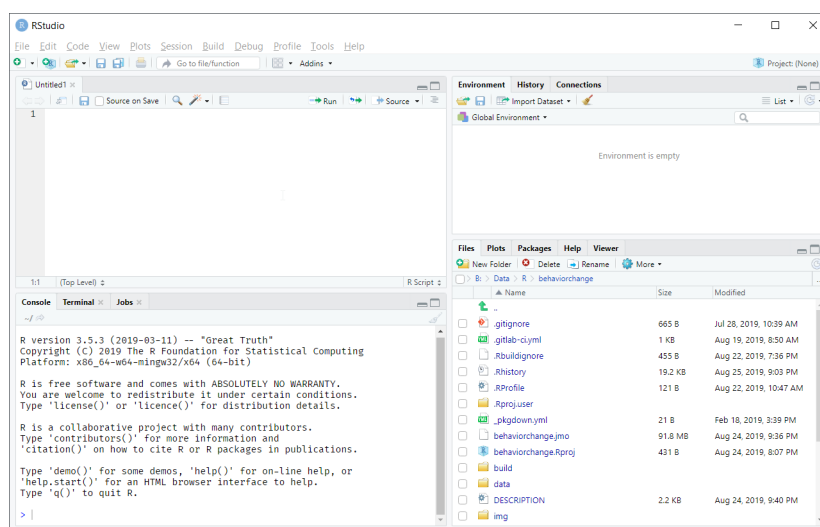 RStudio
File Edit Code View Plots Session Build Debug Profile Tools Help
Go to file/function Addins Project: (None)
Untitled1
Source on Save Run Source
1
1:1 (Top Level) R Script
Console Terminal Jobs
~/
R version 3.5.3 (2019-03-11) -- "Great Truth"
Copyright (C) 2019 The R Foundation for Statistical Computing
Platform: x86_64-w64-mingw32/x64 (64-bit)
R is free software and comes with ABSOLUTELY NO WARRANTY.
You are welcome to redistribute it under certain conditions.
Type 'license()' or 'licence()' for distribution details.
R is a collaborative project with many contributors.
Type 'contributors()' for more information and
'citation()' on how to cite R or R packages in publications.
Type 'demo()' for some demos, 'help()' for on-line help, or
'help.start()' for an HTML browser interface to help.
Type 'q()' to quit R.
>
Environment History Connections
Import Dataset List
Global Environment
Environment is empty
Files Plots Packages Help Viewer
New Folder Delete Rename More
B: > Data > R > behaviorchange
Name Size Modified
..
.gitignore 665 B Jul 28, 2019, 10:39 AM
.gitlab-ci.yml 1 KB Aug 19, 2019, 8:50 AM
.Rbuildignore 455 B Aug 22, 2019, 7:36 PM
.Rhistory 19.2 KB Aug 25, 2019, 9:03 PM
.RProfile 121 B Aug 22, 2019, 10:47 AM
.Rproj.user
_pkgdown.yml 21 B Feb 18, 2019, 3:39 PM
behaviorchange.jmo 91.8 MB Aug 24, 2019, 9:36 PM
behaviorchange.Rproj 431 B Aug 24, 2019, 8:07 PM
build
data
DESCRIPTION 2.2 KB Aug 24, 2019, 9:40 PM
img